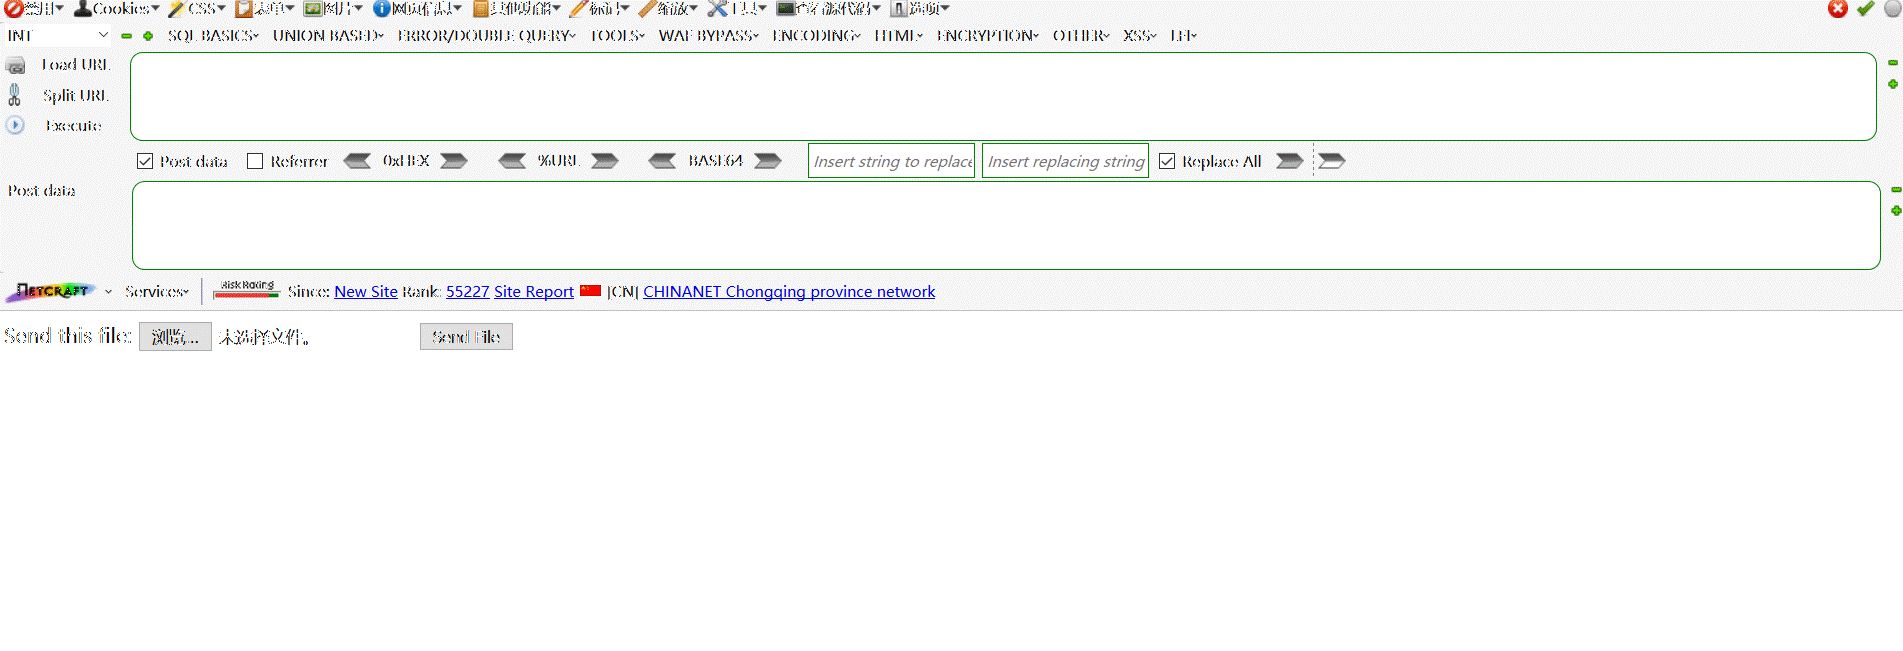 禁用 Cookies CSS 表单 图片 网页信息 其他功能 标记 缩放 工具 查看源代码 选项
INT SQL BASICS UNION BASED ERROR/DOUBLE QUERY TOOLS WAF BYPASS ENCODING HTML ENCRYPTION OTHER XSS LFI
Load URL
Split URL
Execute
Post data Referrer 0xHEX %URL BASE64 Insert string to replace Insert replacing string Replace All
Post data
NETCRAFT Services Risk Rating Since: New Site Rank: 55227 Site Report [CN] CHINANET Chongqing province network
Send this file: 浏览... 未选择文件。 Send File